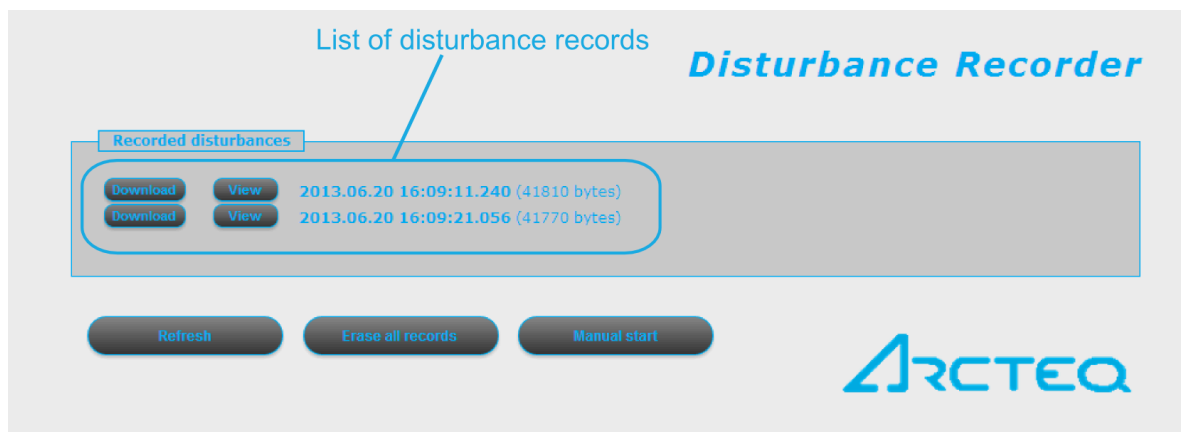 List of disturbance records
Disturbance Recorder
Recorded disturbances
Download View 2013.06.20 16:09:11.240 (41810 bytes)
Download View 2013.06.20 16:09:21.056 (41770 bytes)
Refresh Erase all records Manual start
ARCTEQ